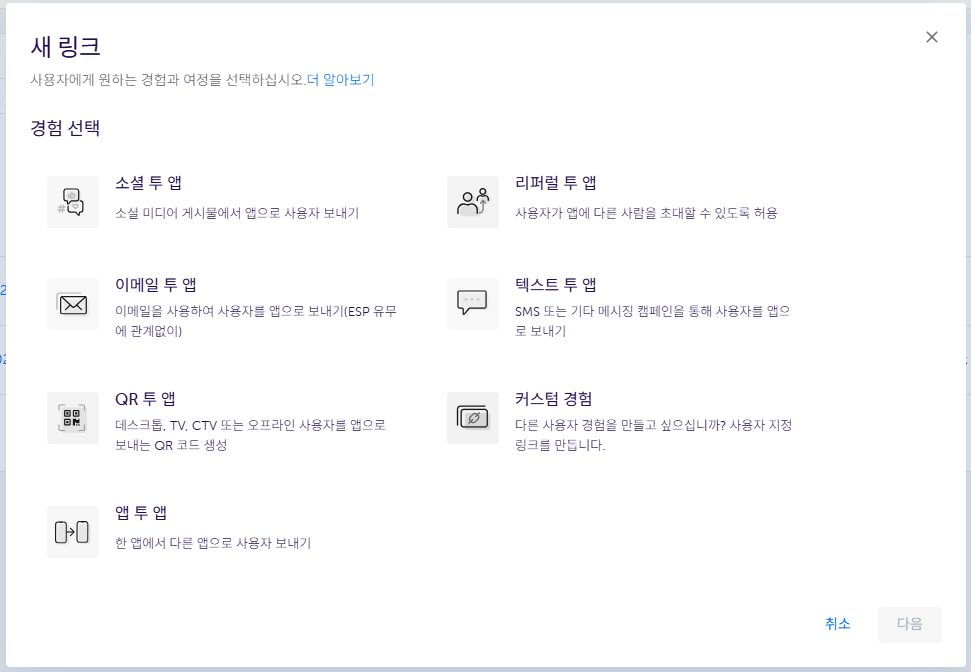 새 링크
사용자에게 원하는 경험과 여정을 선택하십시오.더 알아보기
경험 선택
소셜 투 앱
소설 미디어 게시물에서 앱으로 사용자 보내기
리퍼럴 투 앱
사용자가 앱에 다른 사람을 초대할 수 있도록 허용
이메일 투 앱
이메일을 사용하여 사용자를 앱으로 보내기(ESP 유무
에 관계없이)
텍스트 투 앱
SMS 또는 기타 메시징 캠페인을 통해 사용자를 앱으
로 보내기
QR 투 앱
데스크톱, TV, CTV 또는 오프라인 사용자를 앱으로
보내는 QR 코드 생성
커스텀 경험
다른 사용자 경험을 만들고 싶으십니까? 사용자 지정
링크를 만듭니다.
앱 투 앱
한 앱에서 다른 앱으로 사용자 보내기
취소
다음